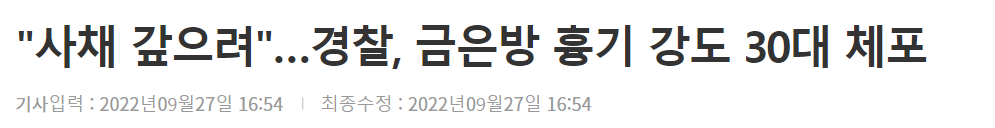 "사채 갚으려"...경찰, 금은방 흉기 강도 30대 체포
기사입력 : 2022년09월27일 16:54 | 최종수정 : 2022년09월27일 16:54